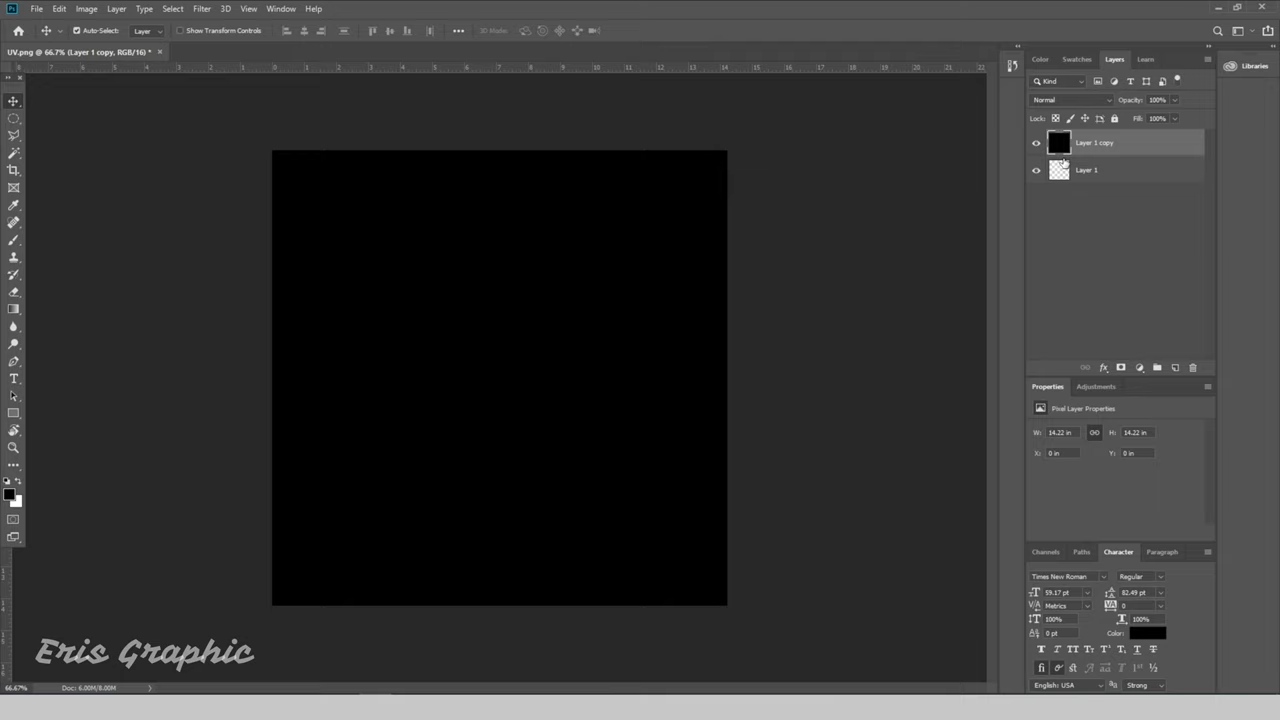 Ps File Edit Image Layer Type Select Filter 3D View Window Help
Auto-Select: Layer Show Transform Controls 3D Mode:
UV.png @ 66.7% (Layer 1 copy, RGB/16) *
Color Swatches Layers Learn
Libraries
Kind
Normal Opacity: 100%
Lock: Fill: 100%
Layer 1 copy
Layer 1
fx
Properties Adjustments
Pixel Layer Properties
W: 14.22 in H: 14.22 in
X: 0 in Y: 0 in
Channels Paths Character Paragraph
Times New Roman Regular
59.17 pt 82.49 pt
Metrics 0
100% 100%
0 pt Color:
English: USA Strong
Eris Graphic
66.67% Doc: 6.00M/8.00M